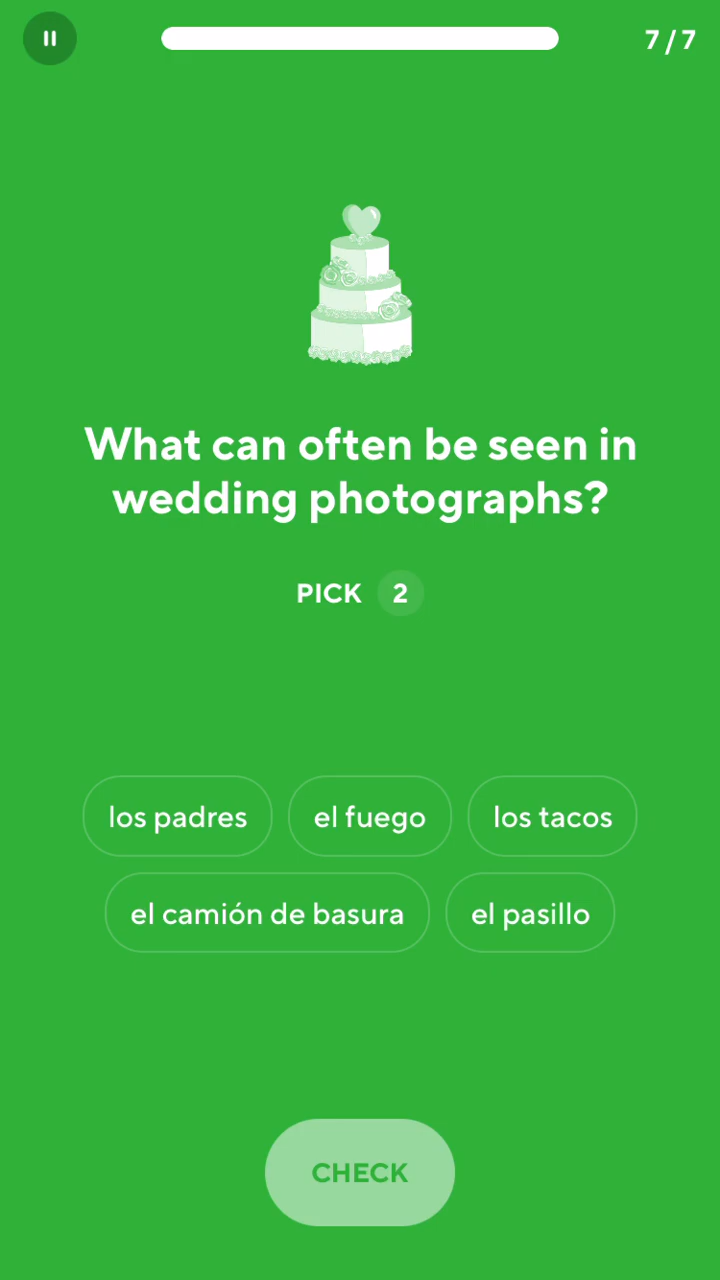 7 / 7
What can often be seen in
wedding photographs?
PICK 2
los padres el fuego los tacos
el camión de basura el pasillo
CHECK